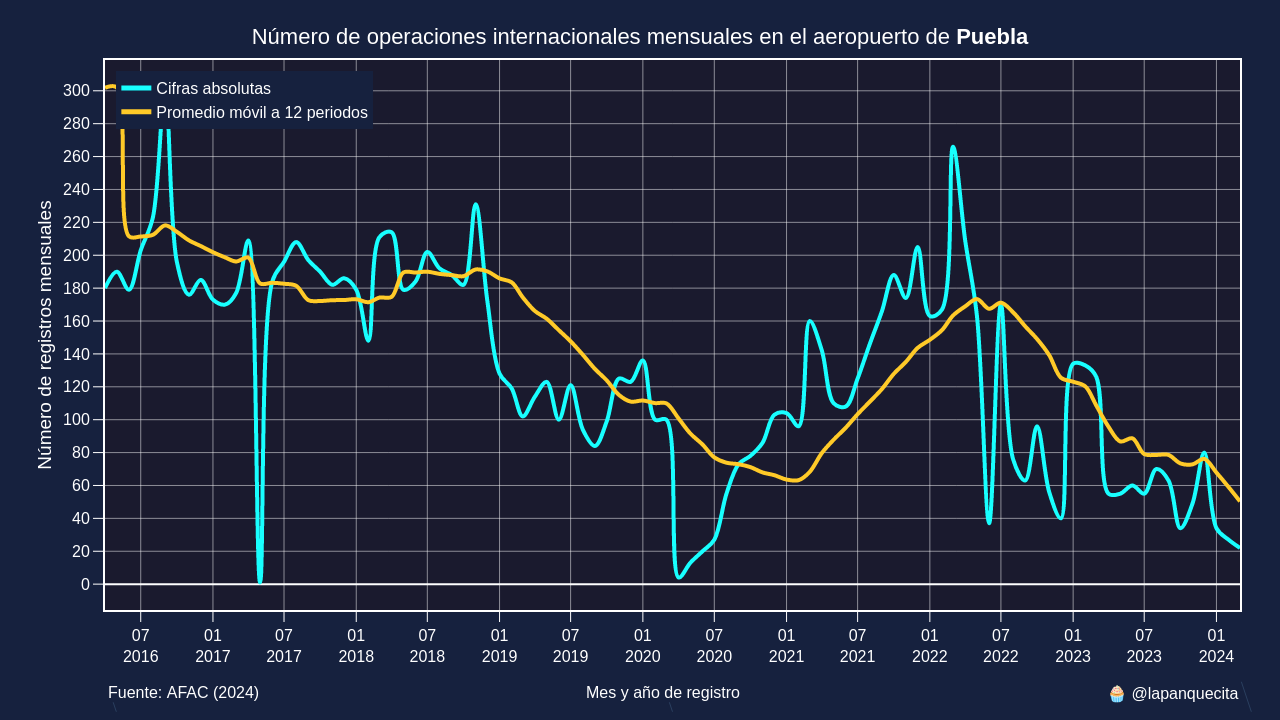 Número de operaciones internacionales mensuales en el aeropuerto de Puebla
Cifras absolutas
Promedio móvil a 12 periodos
Número de registros mensuales
300
280
260
240
220
200
180
160
140
120
100
80
60
40
20
0
07 01 07 01 07 01 07 01 07 01 07 01 07 01 07 01
2016 2017 2017 2018 2018 2019 2019 2020 2020 2021 2021 2022 2022 2023 2023 2024
Fuente: AFAC (2024)
Mes y año de registro
🧁 @lapanquecita